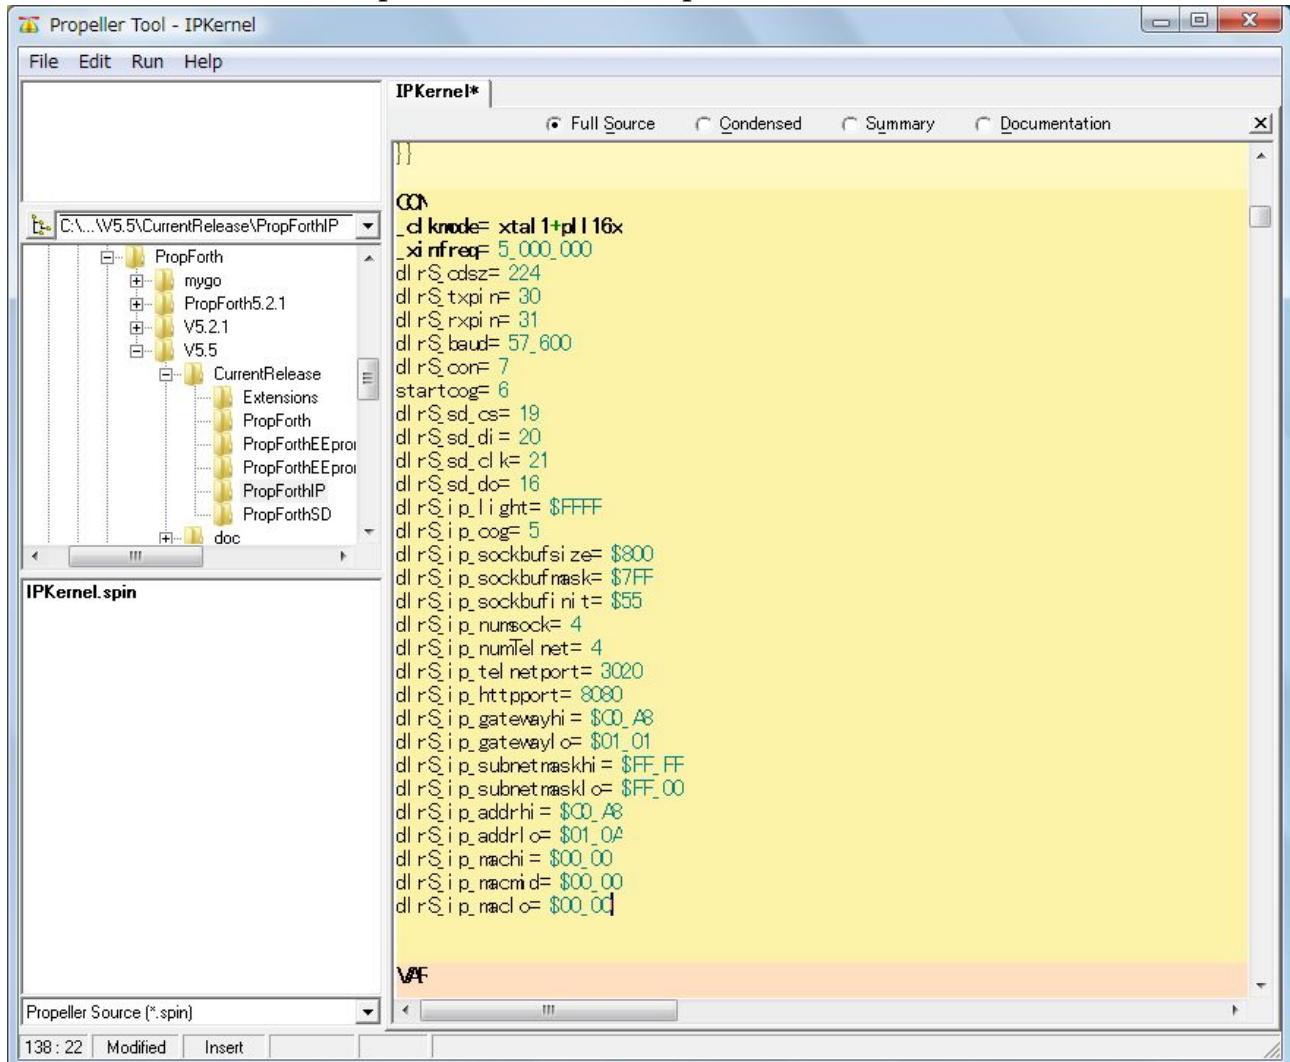 Propeller Tool - IPKernel
File Edit Run Help
IPKernel*
Full Source Condensed Summary Documentation
}}
C:\...\V5.5\CurrentRelease\PropForthIP
PropForth
mygo
PropForth5.2.1
V5.2.1
V5.5
CurrentRelease
Extensions
PropForth
PropForthEEpro
PropForthEEpro
PropForthIP
PropForthSD
doc
IPKernel.spin
CON
_clkmode= xtal1+pll16x
_xinfreq= 5_000_000
dlrS_cdsz= 224
dlrS_txpin= 30
dlrS_rxpin= 31
dlrS_baud= 57_600
dlrS_con= 7
startcog= 6
dlrS_sd_cs= 19
dlrS_sd_di= 20
dlrS_sd_clk= 21
dlrS_sd_do= 16
dlrS_ip_light= $FFFF
dlrS_ip_cog= 5
dlrS_ip_sockbufsize= $800
dlrS_ip_sockbufmask= $7FF
dlrS_ip_sockbufinit= $55
dlrS_ip_numsock= 4
dlrS_ip_numTelnet= 4
dlrS_ip_telnetport= 3020
dlrS_ip_httpport= 8080
dlrS_ip_gatewayhi= $C0_A8
dlrS_ip_gatewaylo= $01_01
dlrS_ip_subnetmaskhi= $FF_FF
dlrS_ip_subnetmasklo= $FF_00
dlrS_ip_addrhi= $C0_A8
dlrS_ip_addrlo= $01_0A
dlrS_ip_machi= $00_00
dlrS_ip_macmid= $00_00
dlrS_ip_maclo= $00_00
VAR
Propeller Source (*.spin)
138 : 22 Modified Insert